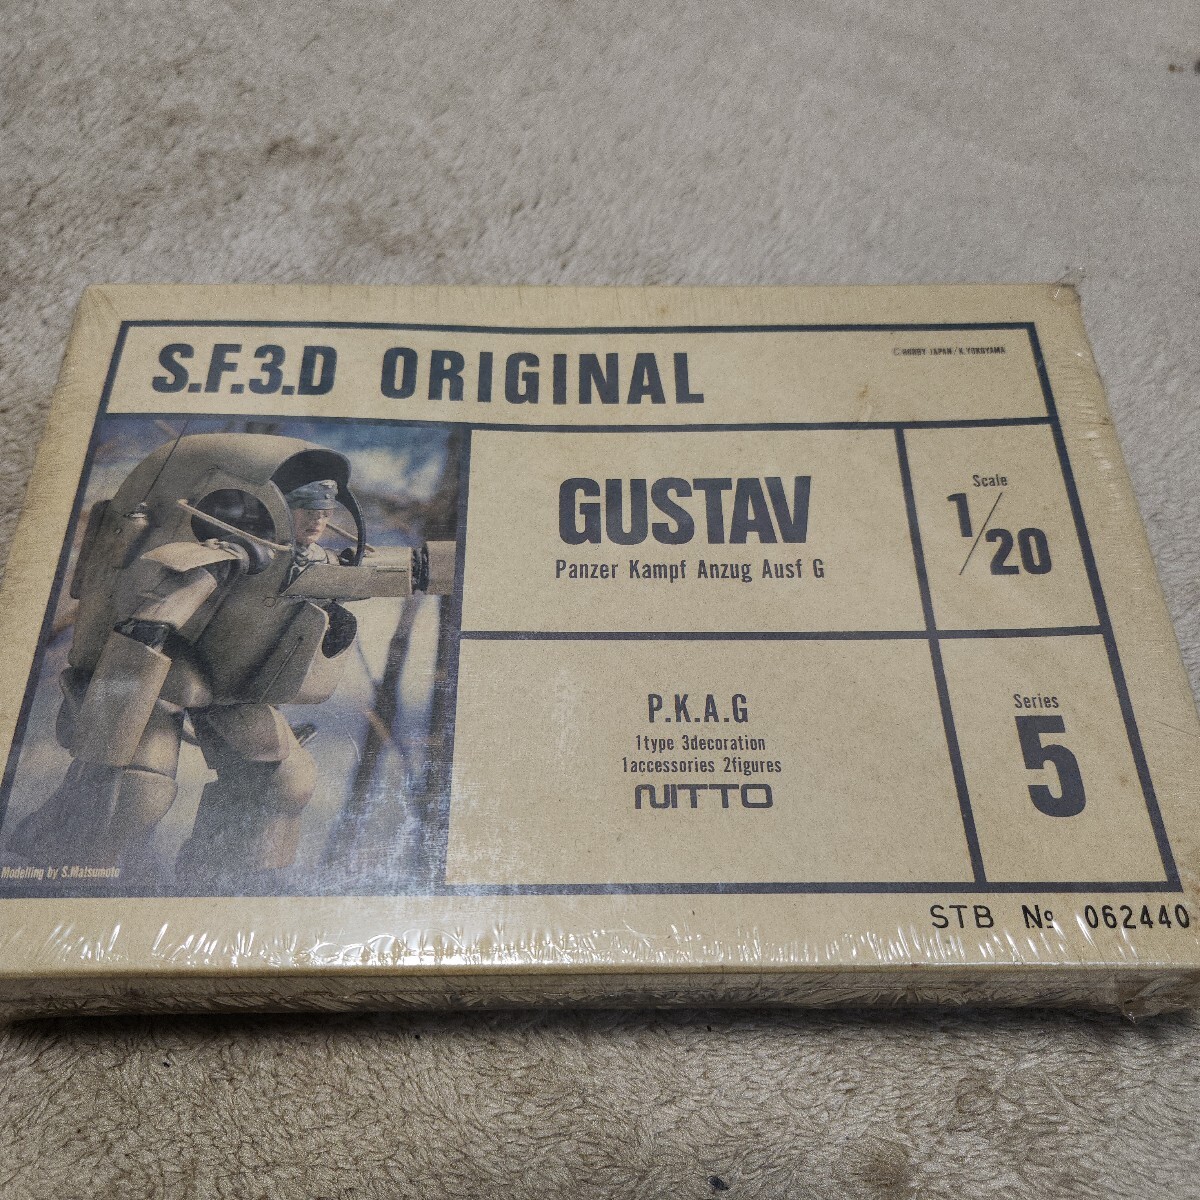 S.F.3.D ORIGINAL
© HOBBY JAPAN/K.YOKOYAMA
GUSTAV
Panzer Kampf Anzug Ausf G
Scale
1/20
P.K.A.G
1type 3decoration
1accessories 2figures
NITTO
Series
5
Modelling by S.Matsumoto
STB № 062440